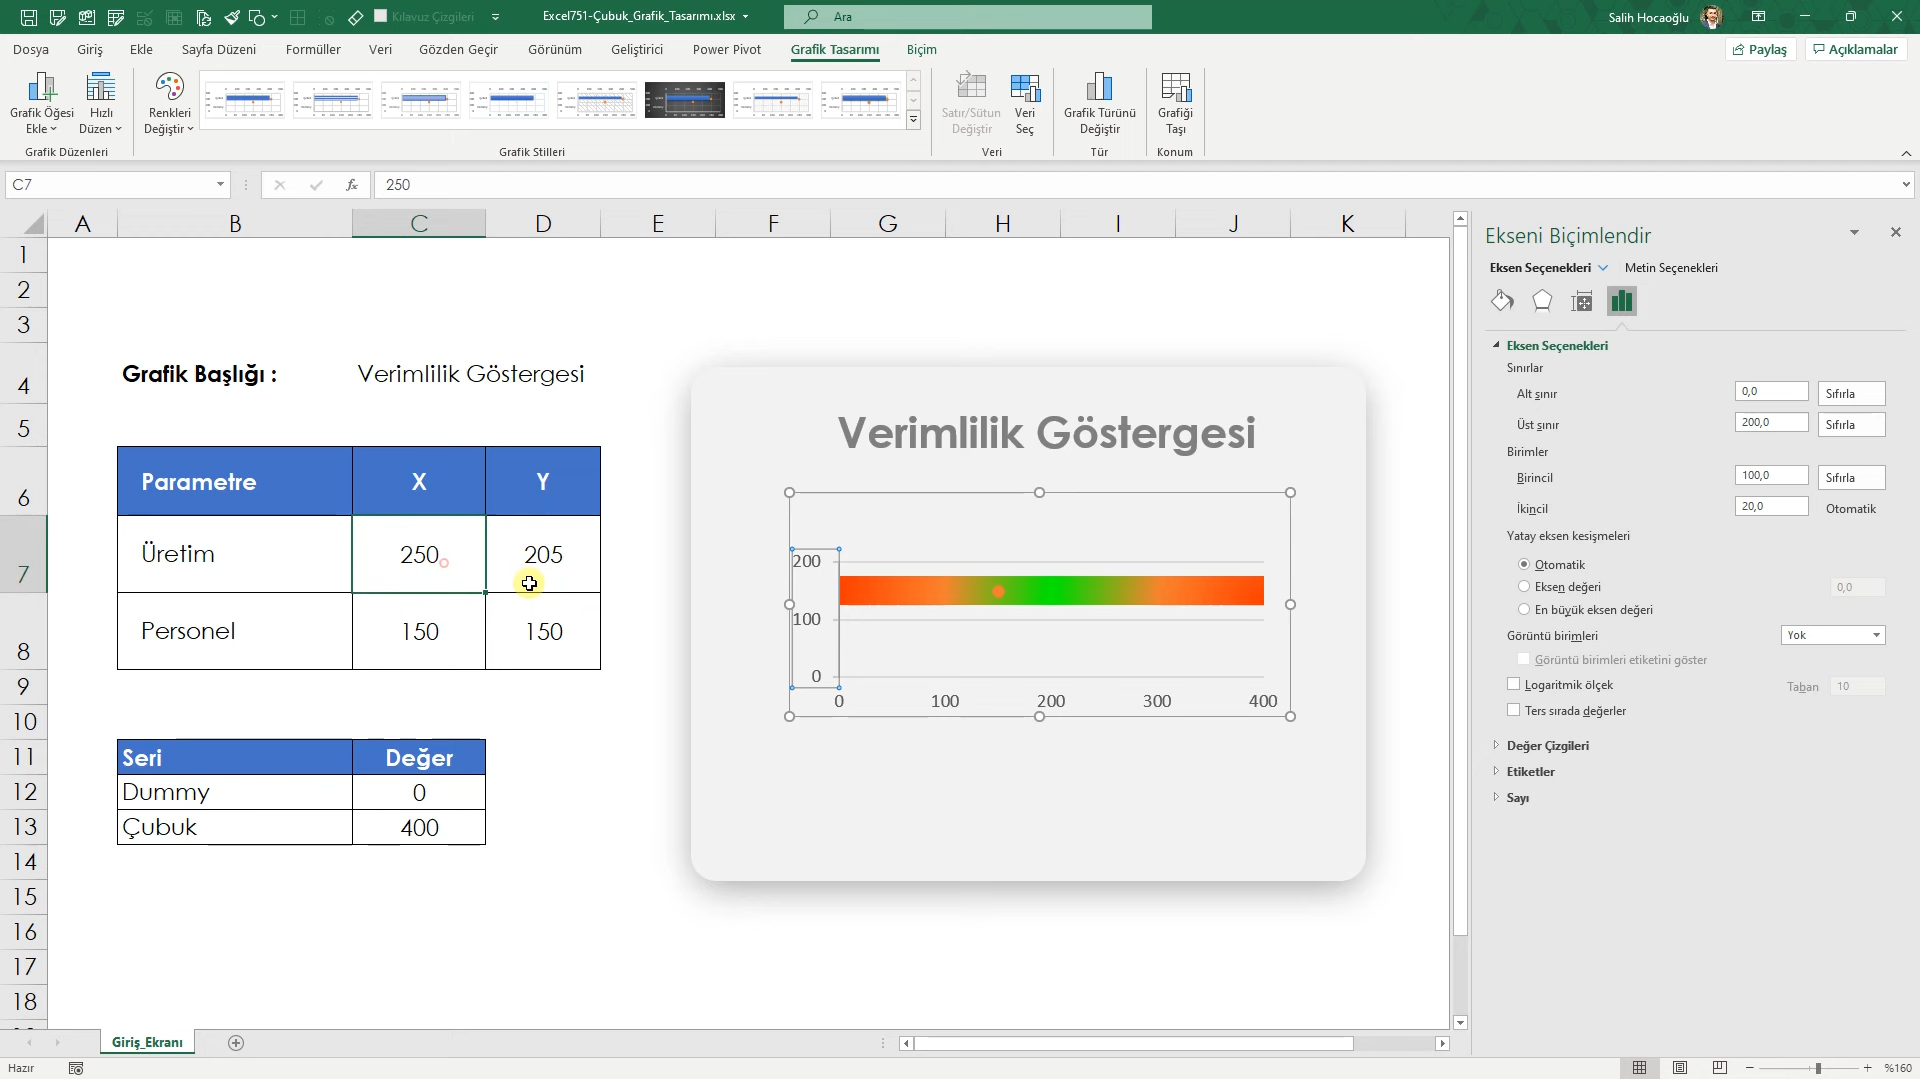 Kılavuz Çizgileri
Excel751-Çubuk_Grafik_Tasarımı.xlsx
Ara
Salih Hocaoğlu
Dosya Giriş Ekle Sayfa Düzeni Formüller Veri Gözden Geçir Görünüm Geliştirici Power Pivot Grafik Tasarımı Biçim
Paylaş Açıklamalar
Grafik Öğesi Ekle
Hızlı Düzen
Renkleri Değiştir
Satır/Sütun Değiştir
Veri Seç
Grafik Türünü Değiştir
Grafiği Taşı
Grafik Düzenleri Grafik Stilleri Veri Tür Konum
C7 fx 250
A B C D E F G H I J K
1
2
3
4 Grafik Başlığı : Verimlilik Göstergesi
5
6 Parametre X Y
7 Üretim 250 205
8 Personel 150 150
9
10
11 Seri Değer
12 Dummy 0
13 Çubuk 400
14
15
16
17
18
Verimlilik Göstergesi
200
100
0
0 100 200 300 400
Ekseni Biçimlendir
Eksen Seçenekleri Metin Seçenekleri
Eksen Seçenekleri
Sınırlar
Alt sınır 0,0 Sıfırla
Üst sınır 200,0 Sıfırla
Birimler
Birincil 100,0 Sıfırla
İkincil 20,0 Otomatik
Yatay eksen kesişmeleri
Otomatik
Eksen değeri 0,0
En büyük eksen değeri
Görüntü birimleri Yok
Görüntü birimleri etiketini göster
Logaritmik ölçek Taban 10
Ters sırada değerler
Değer Çizgileri
Etiketler
Sayı
Giriş_Ekranı
Hazır
%160